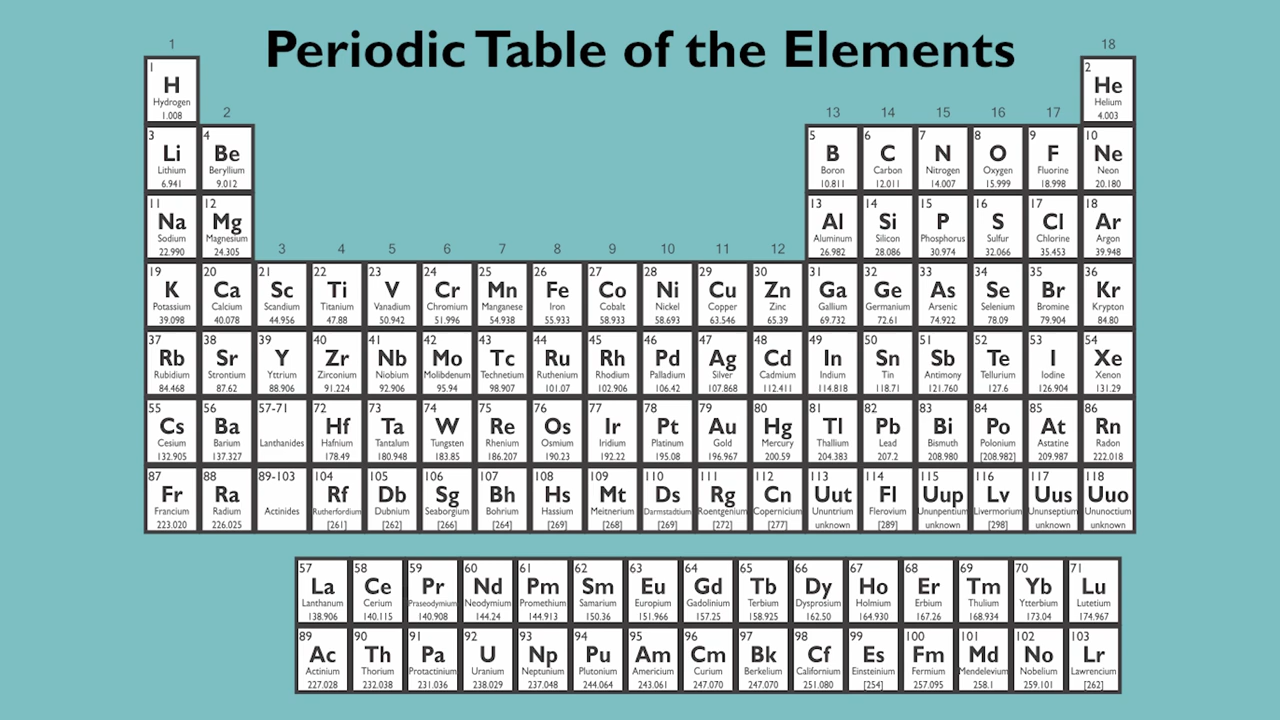 Periodic Table of the Elements
1 18
1 2
H He
Hydrogen Helium
1.008 4.003
2 13 14 15 16 17
3 4 5 6 7 8 9 10
Li Be B C N O F Ne
Lithium Beryllium Boron Carbon Nitrogen Oxygen Fluorine Neon
6.941 9.012 10.811 12.011 14.007 15.999 18.998 20.180
11 12 13 14 15 16 17 18
Na Mg Al Si P S Cl Ar
Sodium Magnesium Aluminum Silicon Phosphorus Sulfur Chlorine Argon
22.990 24.305 26.982 28.086 30.974 32.066 35.453 39.948
3 4 5 6 7 8 9 10 11 12
19 20 21 22 23 24 25 26 27 28 29 30 31 32 33 34 35 36
K Ca Sc Ti V Cr Mn Fe Co Ni Cu Zn Ga Ge As Se Br Kr
Potassium Calcium Scandium Titanium Vanadium Chromium Manganese Iron Cobalt Nickel Copper Zinc Gallium Germanium Arsenic Selenium Bromine Krypton
39.098 40.078 44.956 47.88 50.942 51.996 54.938 55.933 58.933 58.693 63.546 65.39 69.732 72.61 74.922 78.09 79.904 84.80
37 38 39 40 41 42 43 44 45 46 47 48 49 50 51 52 53 54
Rb Sr Y Zr Nb Mo Tc Ru Rh Pd Ag Cd In Sn Sb Te I Xe
Rubidium Strontium Yttrium Zirconium Niobium Molibdenum Technetium Ruthenium Rhodium Palladium Silver Cadmium Indium Tin Antimony Tellurium Iodine Xenon
84.468 87.62 88.906 91.224 92.906 95.94 98.907 101.07 102.906 106.42 107.868 112.411 114.818 118.71 121.760 127.6 126.904 131.29
55 56 57-71 72 73 74 75 76 77 78 79 80 81 82 83 84 85 86
Cs Ba Hf Ta W Re Os Ir Pt Au Hg Tl Pb Bi Po At Rn
Cesium Barium Lanthanides Hafnium Tantalum Tungsten Rhenium Osmium Iridium Platinum Gold Mercury Thallium Lead Bismuth Polonium Astatine Radon
132.905 137.327 178.49 180.948 183.85 186.207 190.23 192.22 195.08 196.967 200.59 204.383 207.2 208.980 [208.982] 209.987 222.018
87 88 89-103 104 105 106 107 108 109 110 111 112 113 114 115 116 117 118
Fr Ra Rf Db Sg Bh Hs Mt Ds Rg Cn Uut Fl Uup Lv Uus Uuo
Francium Radium Actinides Rutherfordium Dubnium Seaborgium Bohrium Hassium Meitnerium Darmstadtium Roentgenium Copernicium Ununtrium Flerovium Ununpentium Livermorium Ununseptium Ununoctium
223.020 226.025 [261] [262] [266] [264] [269] [268] [269] [272] [277] unknown [289] unknown [298] unknown unknown
57 58 59 60 61 62 63 64 65 66 67 68 69 70 71
La Ce Pr Nd Pm Sm Eu Gd Tb Dy Ho Er Tm Yb Lu
Lanthanum Cerium Praseodymium Neodymium Promethium Samarium Europium Gadolinium Terbium Dysprosium Holmium Erbium Thulium Ytterbium Lutetium
138.906 140.115 140.908 144.24 144.913 150.36 151.966 157.25 158.925 162.50 164.930 167.26 168.934 173.04 174.967
89 90 91 92 93 94 95 96 97 98 99 100 101 102 103
Ac Th Pa U Np Pu Am Cm Bk Cf Es Fm Md No Lr
Actinium Thorium Protactinium Uranium Neptunium Plutonium Americium Curium Berkelium Californium Einsteinium Fermium Mendelevium Nobelium Lawrencium
227.028 232.038 231.036 238.029 237.048 244.064 243.061 247.070 247.070 251.080 [254] 257.095 258.1 259.101 [262]